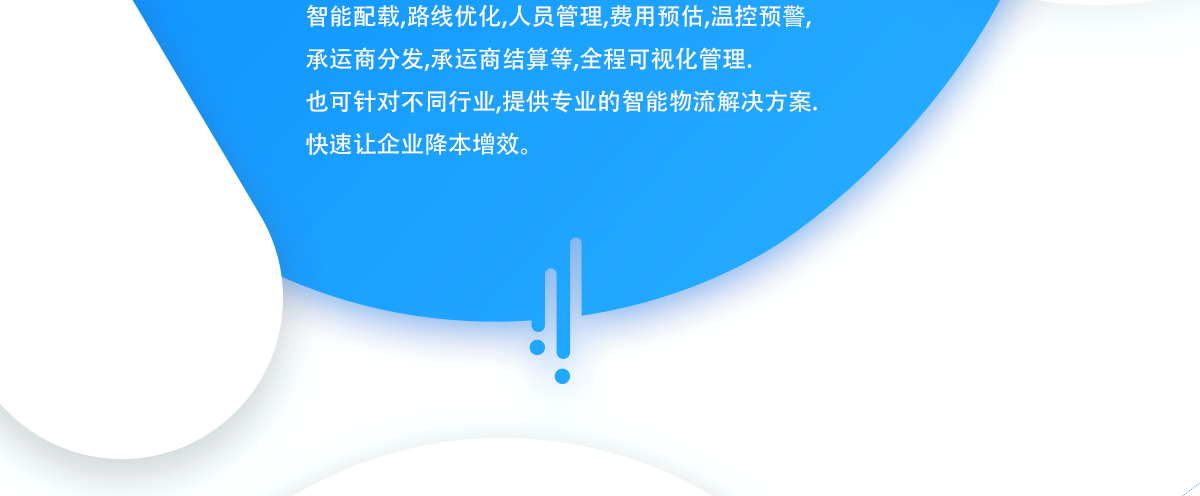 智能配载,路线优化,人员管理,费用预估,温控预警,
承运商分发,承运商结算等,全程可视化管理.
也可针对不同行业,提供专业的智能物流解决方案.
快速让企业降本增效。